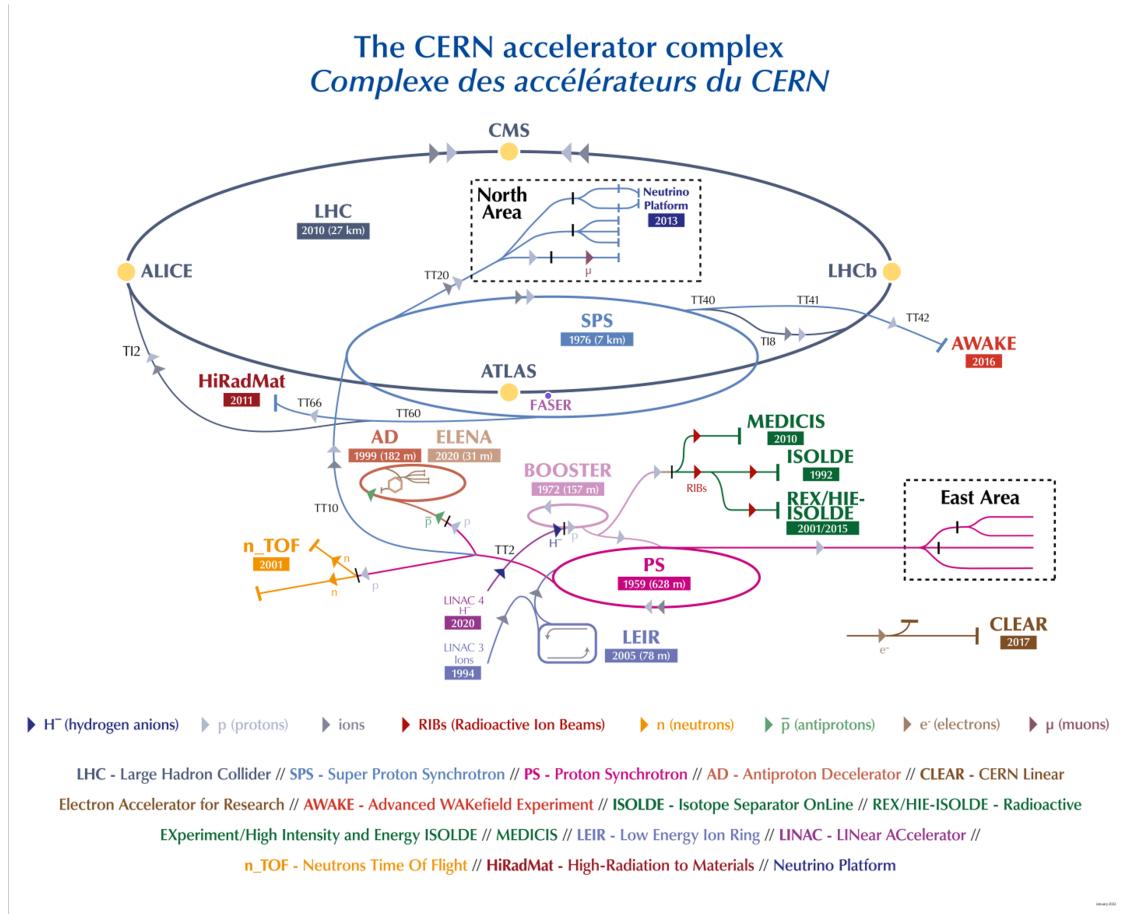 The CERN accelerator complex
Complexe des accélérateurs du CERN
CMS
North
Area
Neutrino
Platform
2013
LHC
2010 (27 km)
ALICE
LHCb
TT20
μ
TT40
TT41
TT42
SPS
1976 (7 km)
TI8
AWAKE
2016
TI2
ATLAS
HiRadMat
2011
FASER
TT66
TT60
MEDICIS
2010
AD
1999 (182 m)
ELENA
2020 (31 m)
BOOSTER
1972 (157 m)
ISOLDE
1992
RIBs
REX/HIE-
ISOLDE
2001/2015
East Area
TT10
p̅
p
H⁻
p
n_TOF
2001
n
n
p
TT2
PS
1959 (628 m)
LINAC 4
H⁻
2020
LEIR
2005 (78 m)
LINAC 3
Ions
1994
CLEAR
2017
e⁻
H⁻ (hydrogen anions)
p (protons)
ions
RIBs (Radioactive Ion Beams)
n (neutrons)
p̅ (antiprotons)
e⁻ (electrons)
μ (muons)
LHC - Large Hadron Collider // SPS - Super Proton Synchrotron // PS - Proton Synchrotron // AD - Antiproton Decelerator // CLEAR - CERN Linear
Electron Accelerator for Research // AWAKE - Advanced WAKefield Experiment // ISOLDE - Isotope Separator OnLine // REX/HIE-ISOLDE - Radioactive
EXperiment/High Intensity and Energy ISOLDE // MEDICIS // LEIR - Low Energy Ion Ring // LINAC - LINear ACcelerator //
n_TOF - Neutrons Time Of Flight // HiRadMat - High-Radiation to Materials // Neutrino Platform